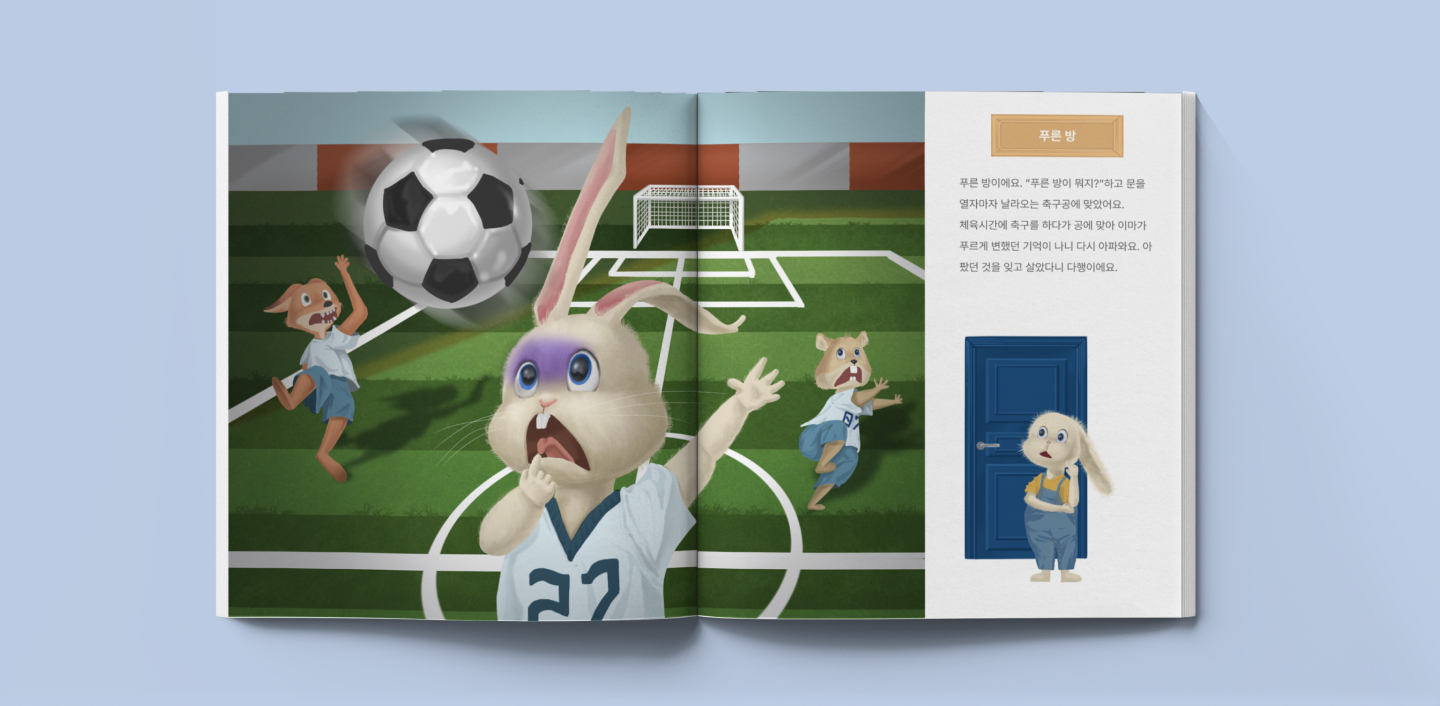 27
07
푸른 방
푸른 방이에요. “푸른 방이 뭐지?”하고 문을
열자마자 날라오는 축구공에 맞았어요.
체육시간에 축구를 하다가 공에 맞아 이마가
푸르게 변했던 기억이 나니 다시 아파와요. 아
팠던 것을 잊고 살았다니 다행이에요.